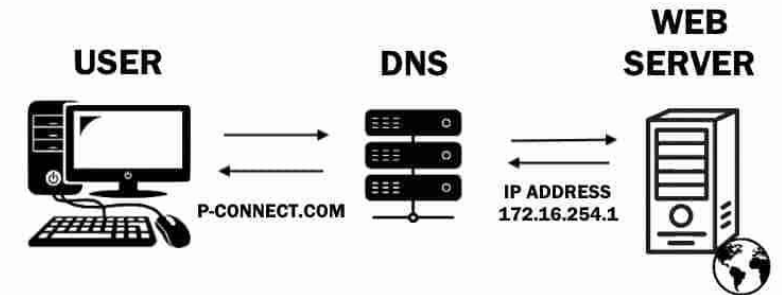 USER
DNS
WEB
SERVER
P-CONNECT.COM
IP ADDRESS
172.16.254.1